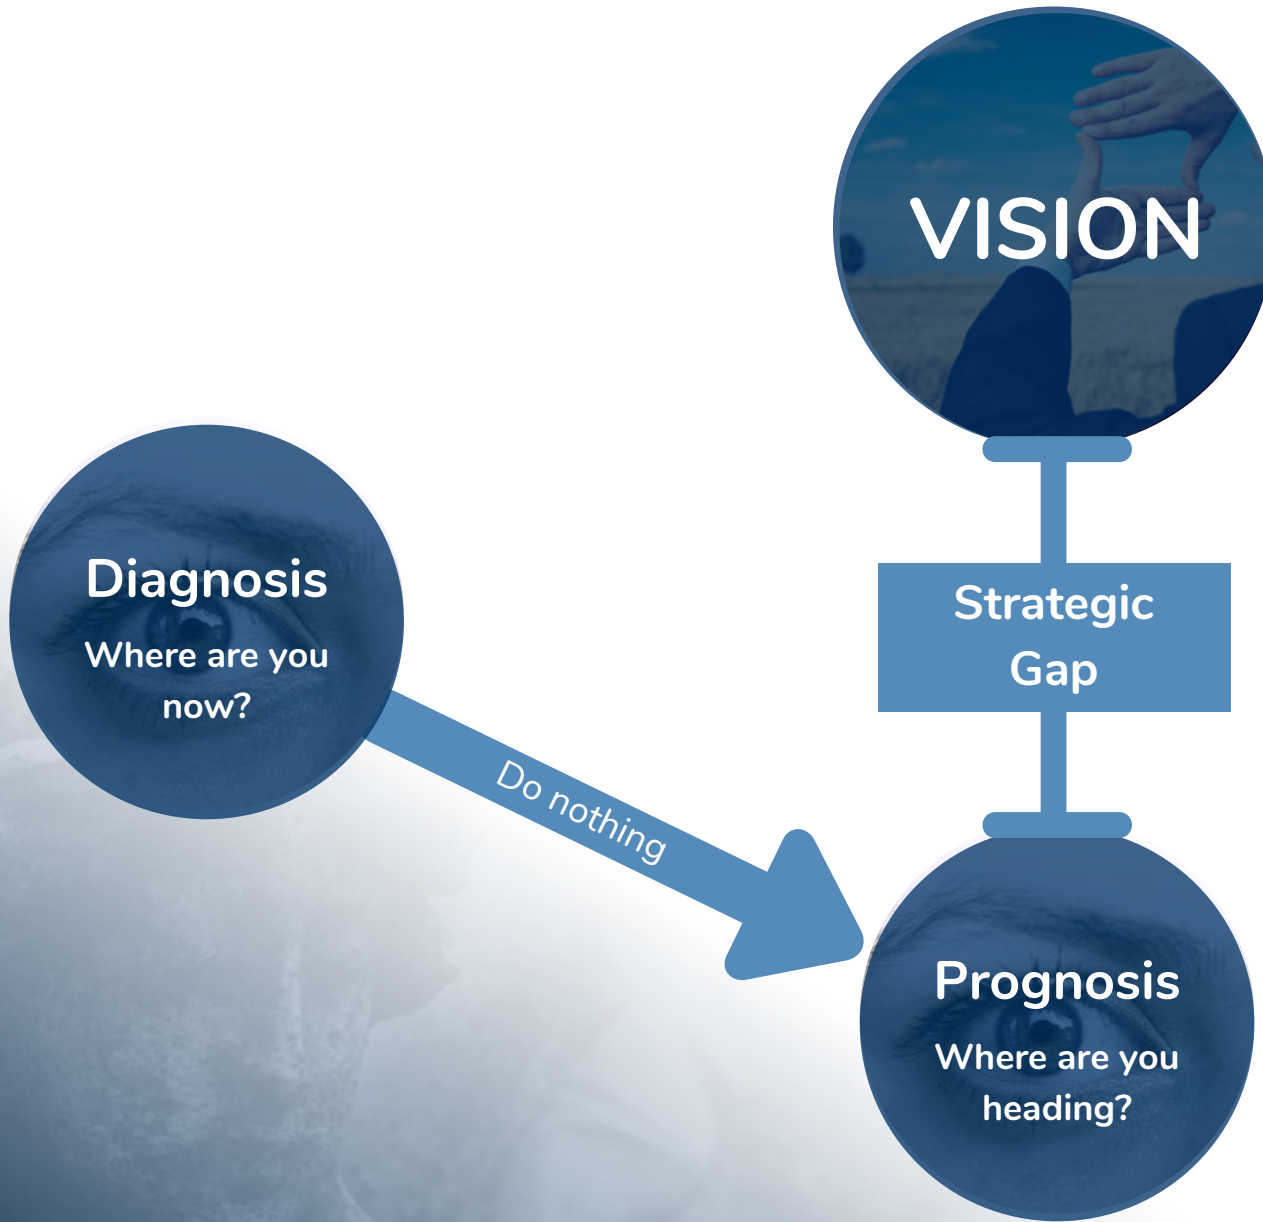 VISION
Diagnosis
Where are you
now?
Strategic
Gap
Do nothing
Prognosis
Where are you
heading?